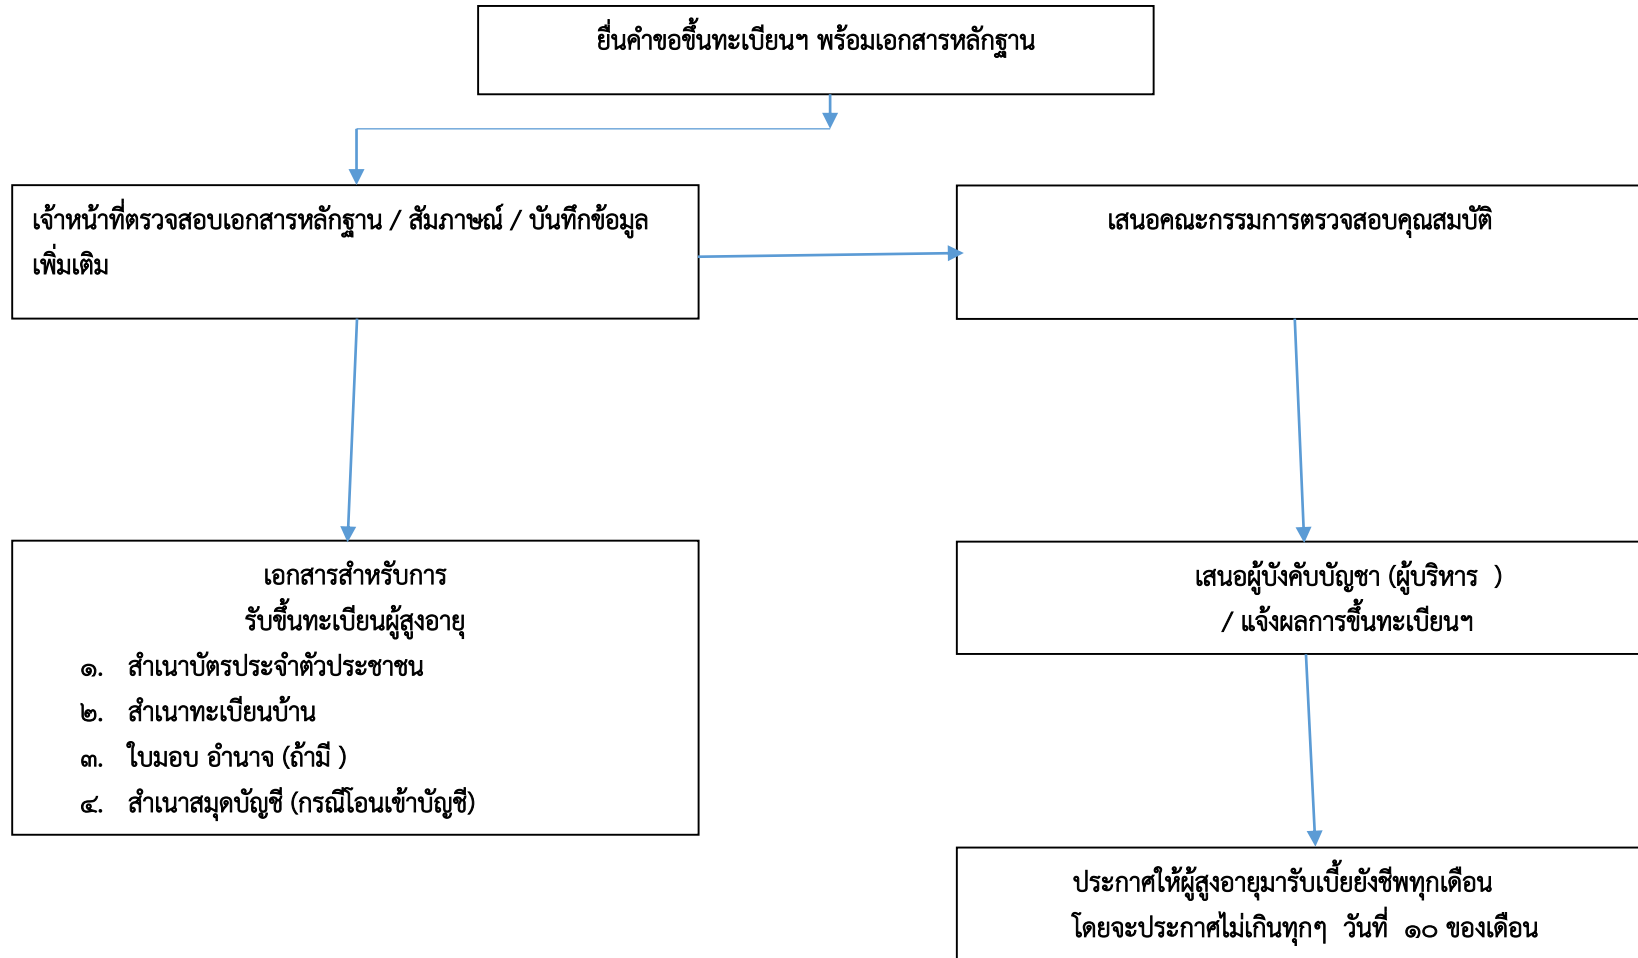 ยื่นคำขอขึ้นทะเบียนฯ พร้อมเอกสารหลักฐาน
เจ้าหน้าที่ตรวจสอบเอกสารหลักฐาน / สัมภาษณ์ / บันทึกข้อมูล
เพิ่มเติม
เสนอคณะกรรมการตรวจสอบคุณสมบัติ
เอกสารสำหรับการ
รับขึ้นทะเบียนผู้สูงอายุ
๑. สำเนาบัตรประจำตัวประชาชน
๒. สำเนาทะเบียนบ้าน
๓. ใบมอบ อำนาจ (ถ้ามี )
๔. สำเนาสมุดบัญชี (กรณีโอนเข้าบัญชี)
เสนอผู้บังคับบัญชา (ผู้บริหาร )
/ แจ้งผลการขึ้นทะเบียนฯ
ประกาศให้ผู้สูงอายุมารับเบี้ยยังชีพทุกเดือน
โดยจะประกาศไม่เกินทุกๆ วันที่ ๑๐ ของเดือน